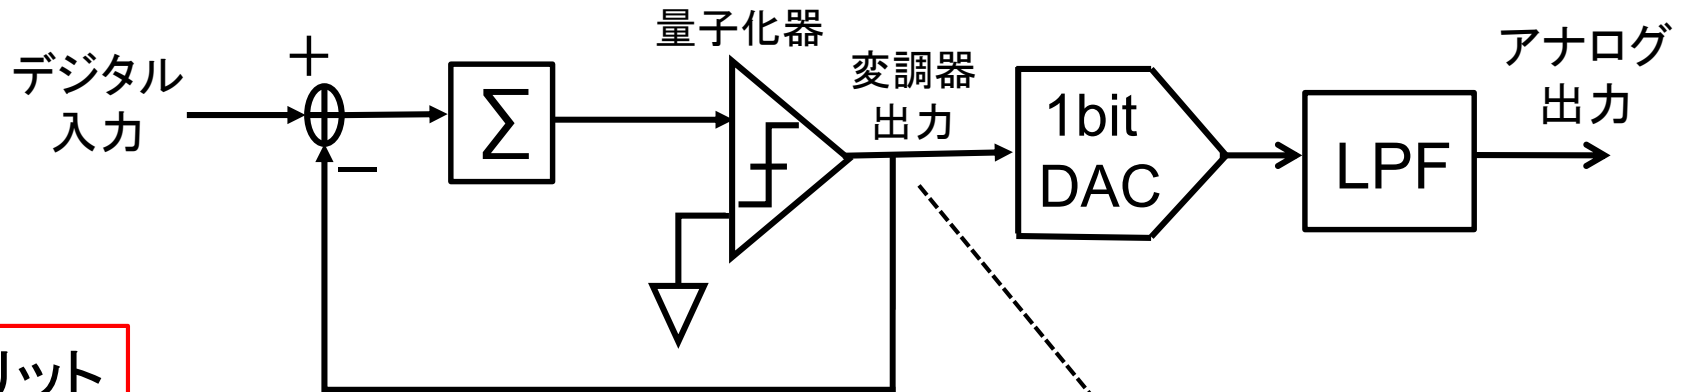 デジタル
入力
+
−
Σ
量子化器
変調器
出力
1bit
DAC
LPF
アナログ
出力
リット